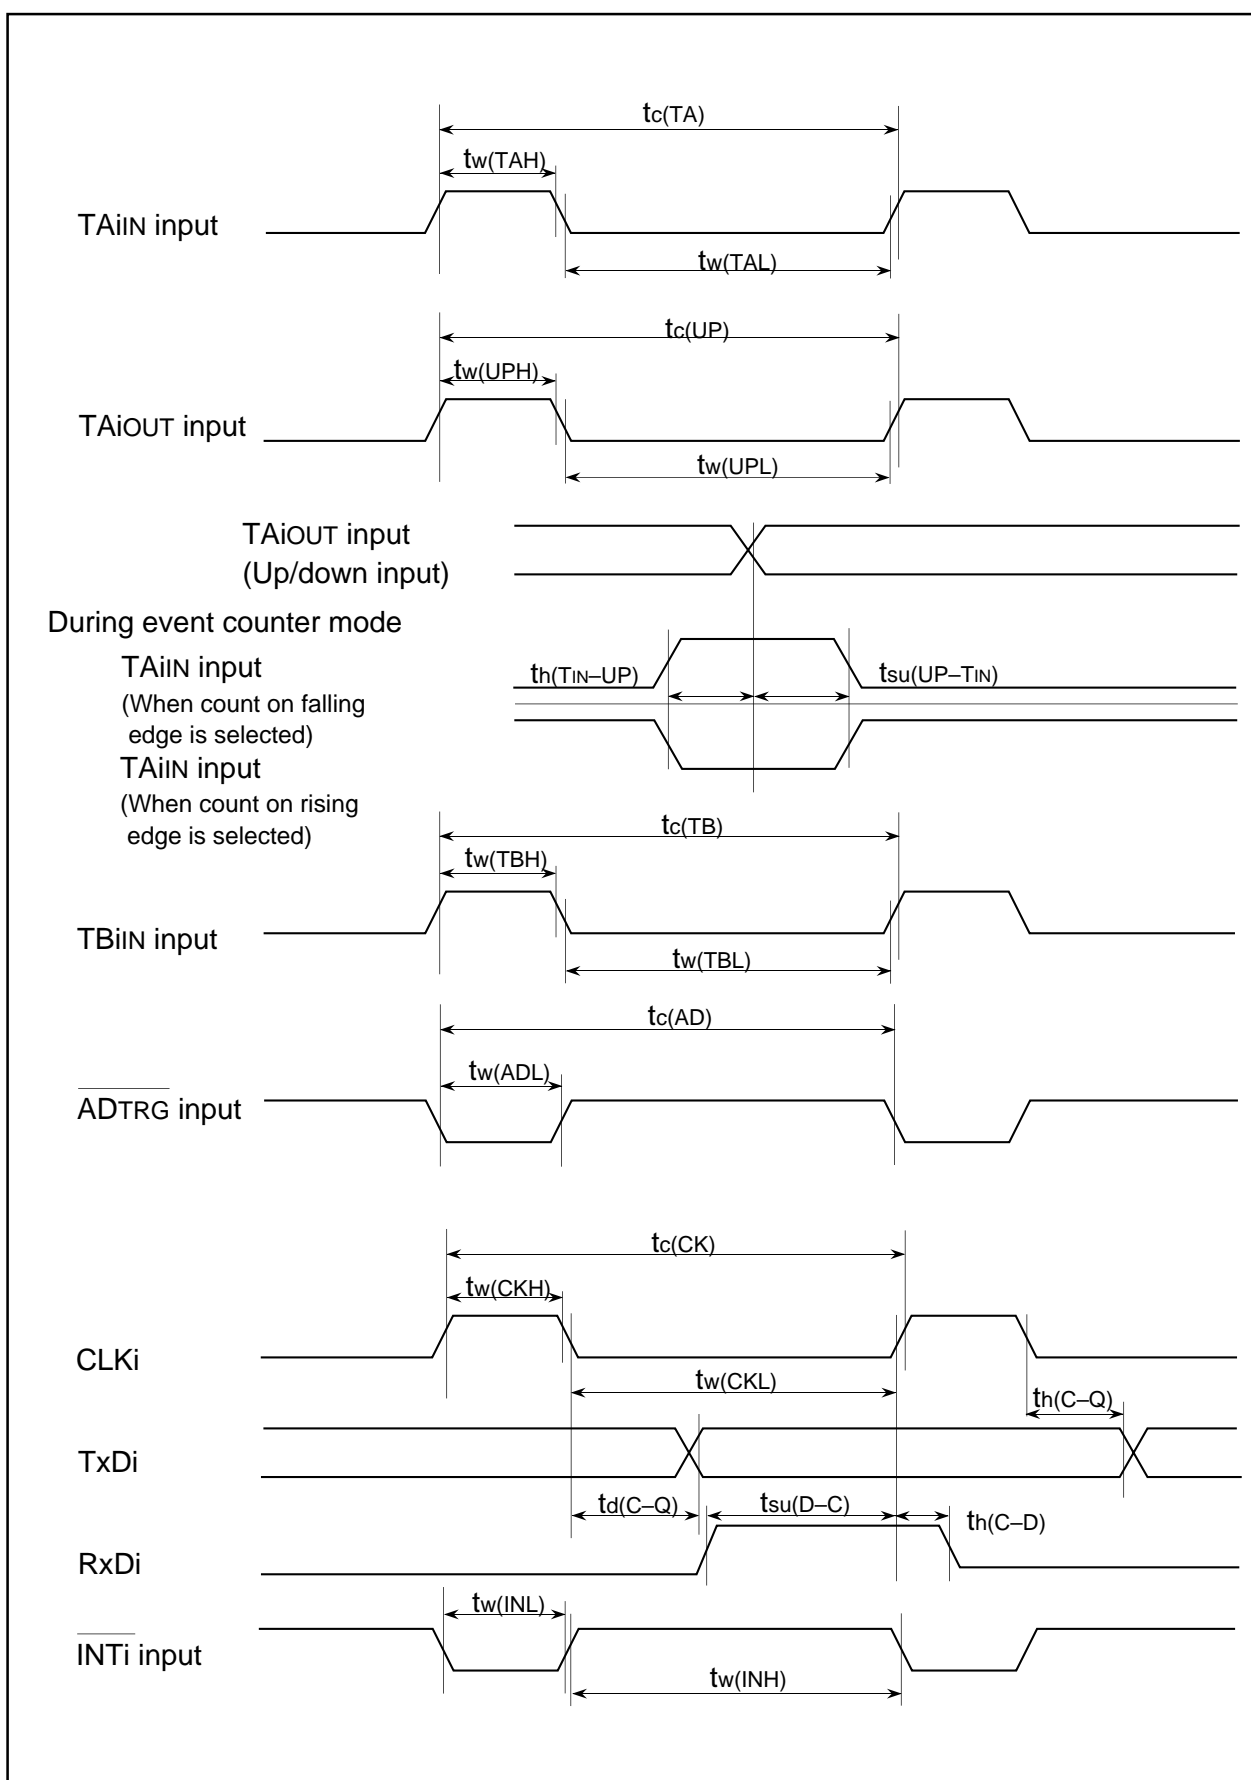 tc(TA)
tw(TAH)
TAiIN input
tw(TAL)
tc(UP)
tw(UPH)
TAiOUT input
tw(UPL)
TAiOUT input
(Up/down input)
During event counter mode
TAiIN input
th(TIN–UP)
tsu(UP–TIN)
(When count on falling
edge is selected)
TAiIN input
(When count on rising
edge is selected)
tc(TB)
tw(TBH)
TBiIN input
tw(TBL)
tc(AD)
tw(ADL)
ADTRG input
tc(CK)
tw(CKH)
CLKi
tw(CKL)
th(C–Q)
TxDi
td(C–Q)
tsu(D–C)
th(C–D)
RxDi
tw(INL)
INTi input
tw(INH)